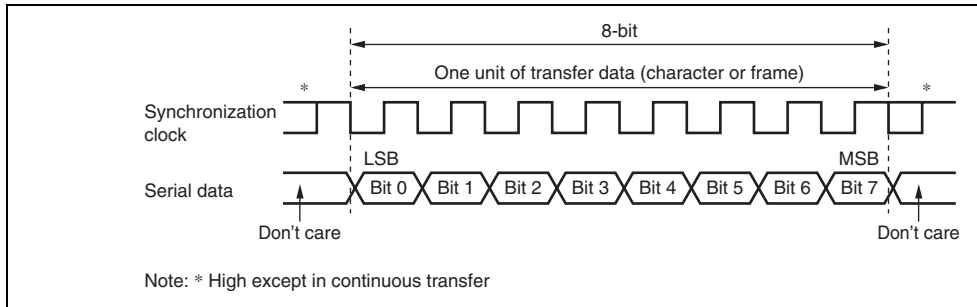 8-bit
One unit of transfer data (character or frame)
* *
Synchronization
clock
LSB MSB
Serial data Bit 0 Bit 1 Bit 2 Bit 3 Bit 4 Bit 5 Bit 6 Bit 7
Don't care Don't care
Note: * High except in continuous transfer